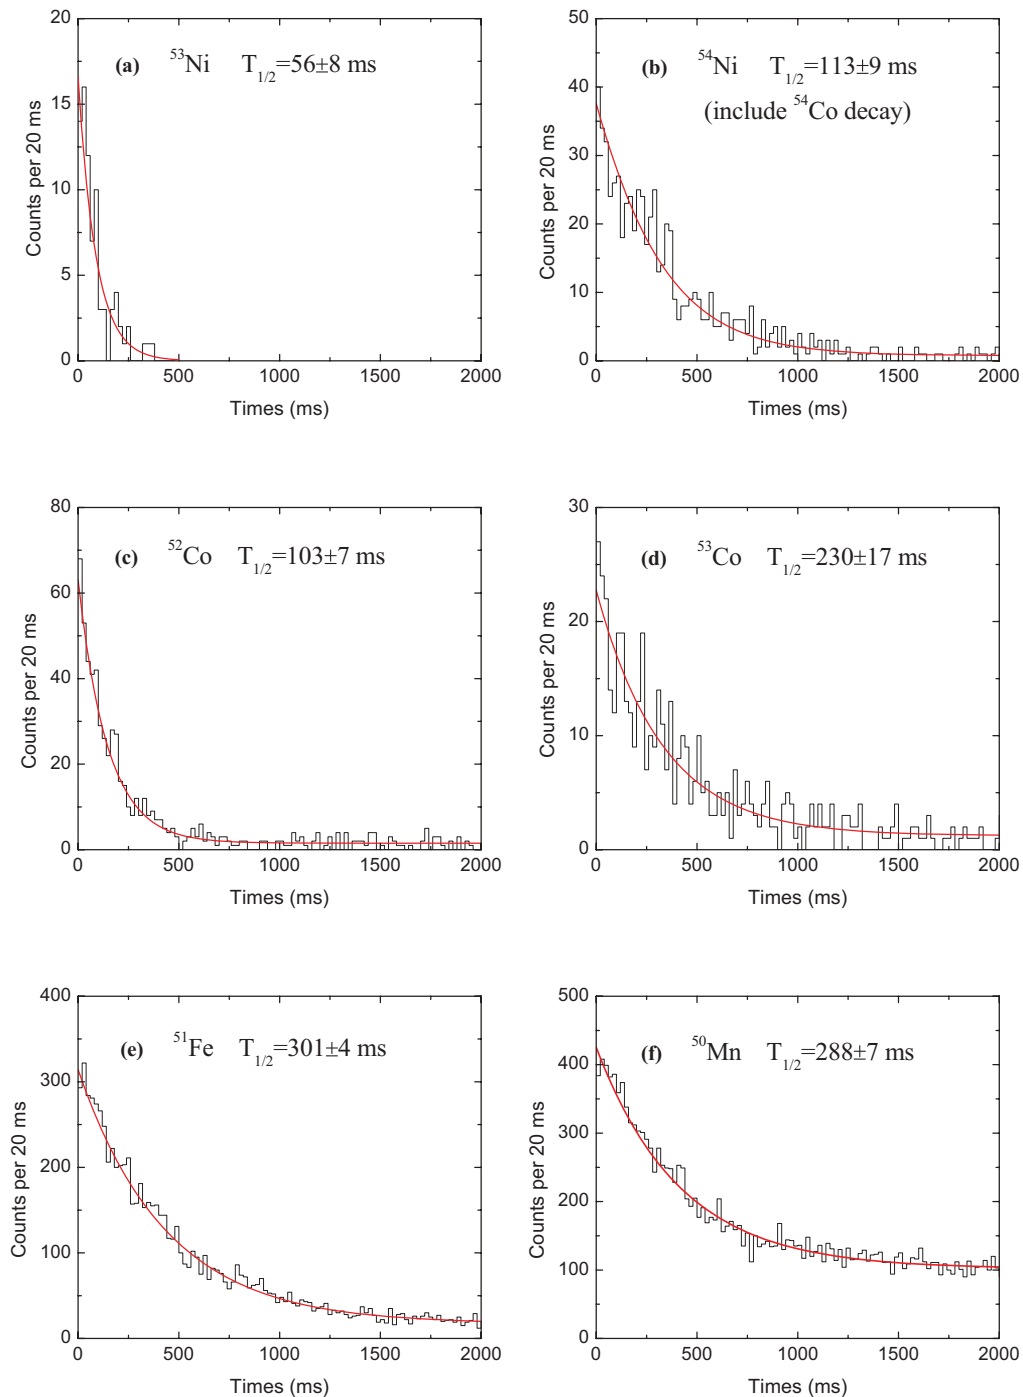 20
15
10
5
0
Counts per 20 ms
(a) ⁵³Ni T₁/₂=56±8 ms
0 500 1000 1500 2000
Times (ms)
50
40
30
20
10
0
Counts per 20 ms
(b) ⁵⁴Ni T₁/₂=113±9 ms
(include ⁵⁴Co decay)
0 500 1000 1500 2000
Times (ms)
80
60
40
20
0
Counts per 20 ms
(c) ⁵²Co T₁/₂=103±7 ms
0 500 1000 1500 2000
Times (ms)
30
20
10
0
Counts per 20 ms
(d) ⁵³Co T₁/₂=230±17 ms
0 500 1000 1500 2000
Times (ms)
400
300
200
100
0
Counts per 20 ms
(e) ⁵¹Fe T₁/₂=301±4 ms
0 500 1000 1500 2000
Times (ms)
500
400
300
200
100
0
Counts per 20 ms
(f) ⁵⁰Mn T₁/₂=288±7 ms
0 500 1000 1500 2000
Times (ms)